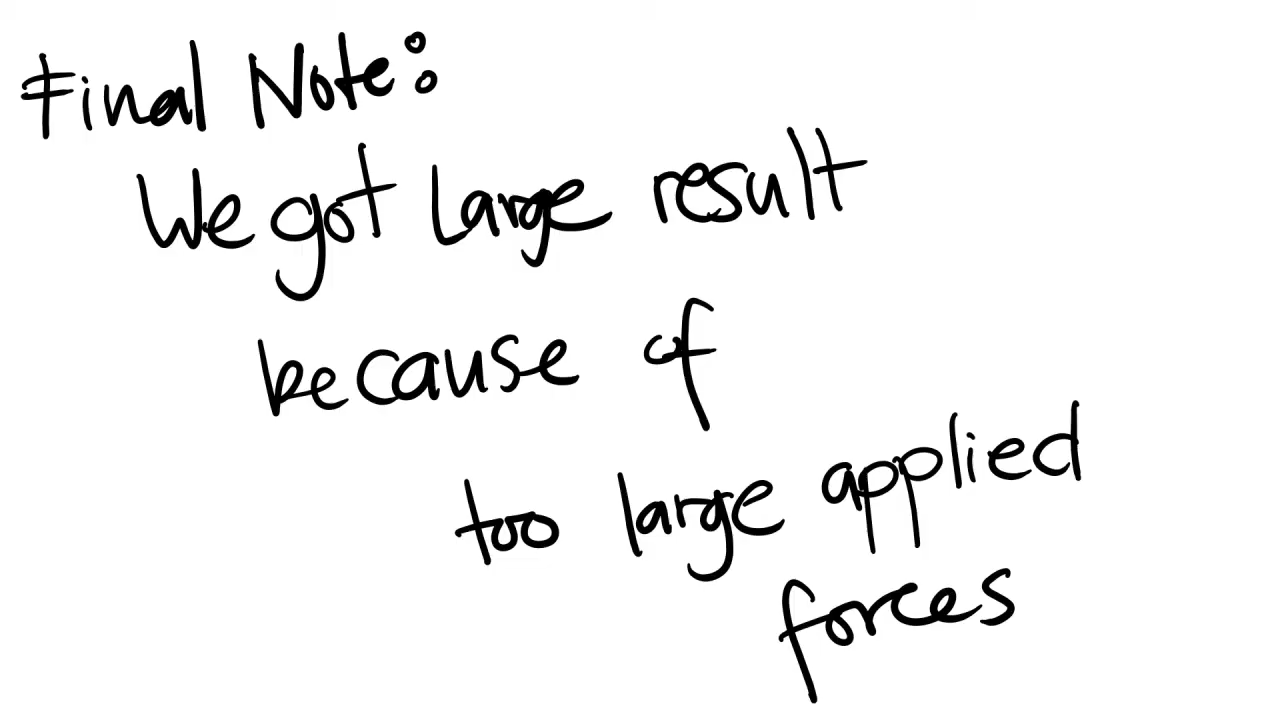 Final Note:
We got Large result
because of
too large applied
forces